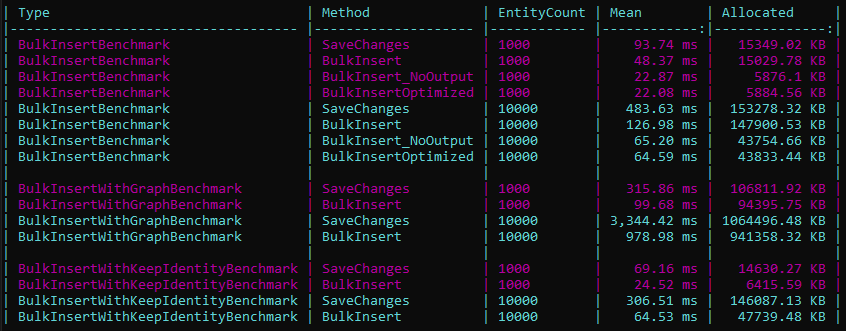 | Type | Method | EntityCount | Mean | Allocated |
|----------------------------------- |-------------------- |------------ |------------:|--------------:|
| BulkInsertBenchmark | SaveChanges | 1000 | 93.74 ms | 15349.02 KB |
| BulkInsertBenchmark | BulkInsert | 1000 | 48.37 ms | 15029.78 KB |
| BulkInsertBenchmark | BulkInsert_NoOutput | 1000 | 22.87 ms | 5876.1 KB |
| BulkInsertBenchmark | BulkInsertOptimized | 1000 | 22.08 ms | 5884.56 KB |
| BulkInsertBenchmark | SaveChanges | 10000 | 483.63 ms | 153278.32 KB |
| BulkInsertBenchmark | BulkInsert | 10000 | 126.98 ms | 147900.53 KB |
| BulkInsertBenchmark | BulkInsert_NoOutput | 10000 | 65.20 ms | 43754.66 KB |
| BulkInsertBenchmark | BulkInsertOptimized | 10000 | 64.59 ms | 43833.44 KB |
| | | | | |
| BulkInsertWithGraphBenchmark | SaveChanges | 1000 | 315.86 ms | 106811.92 KB |
| BulkInsertWithGraphBenchmark | BulkInsert | 1000 | 99.68 ms | 94395.75 KB |
| BulkInsertWithGraphBenchmark | SaveChanges | 10000 | 3,344.42 ms | 1064496.48 KB |
| BulkInsertWithGraphBenchmark | BulkInsert | 10000 | 978.98 ms | 941358.32 KB |
| | | | | |
| BulkInsertWithKeepIdentityBenchmark | SaveChanges | 1000 | 69.16 ms | 14630.27 KB |
| BulkInsertWithKeepIdentityBenchmark | BulkInsert | 1000 | 24.52 ms | 6415.59 KB |
| BulkInsertWithKeepIdentityBenchmark | SaveChanges | 10000 | 306.51 ms | 146087.13 KB |
| BulkInsertWithKeepIdentityBenchmark | BulkInsert | 10000 | 64.53 ms | 47739.48 KB |